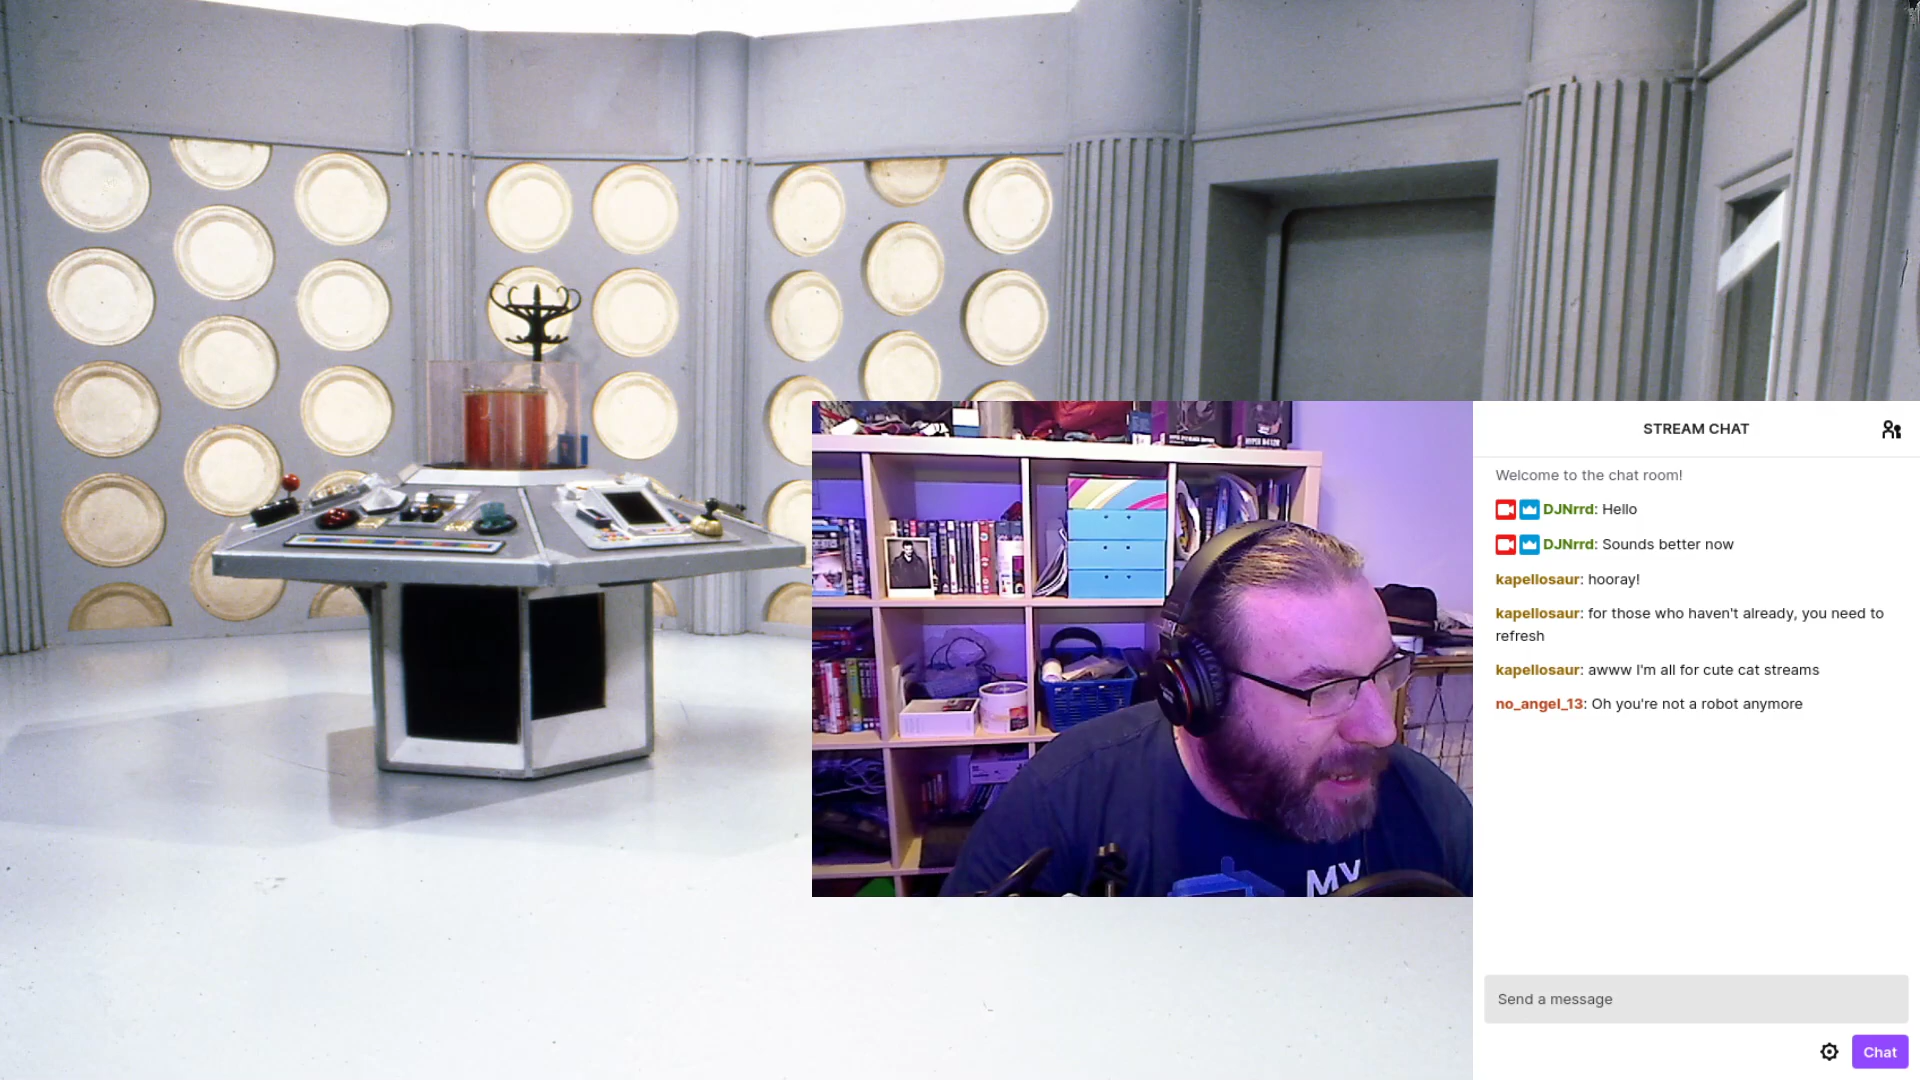 STREAM CHAT
Welcome to the chat room!
DJNrrd: Hello
DJNrrd: Sounds better now
kapellosaur: hooray!
kapellosaur: for those who haven't already, you need to
refresh
kapellosaur: awww I'm all for cute cat streams
no_angel_13: Oh you're not a robot anymore
MY
Send a message
Chat